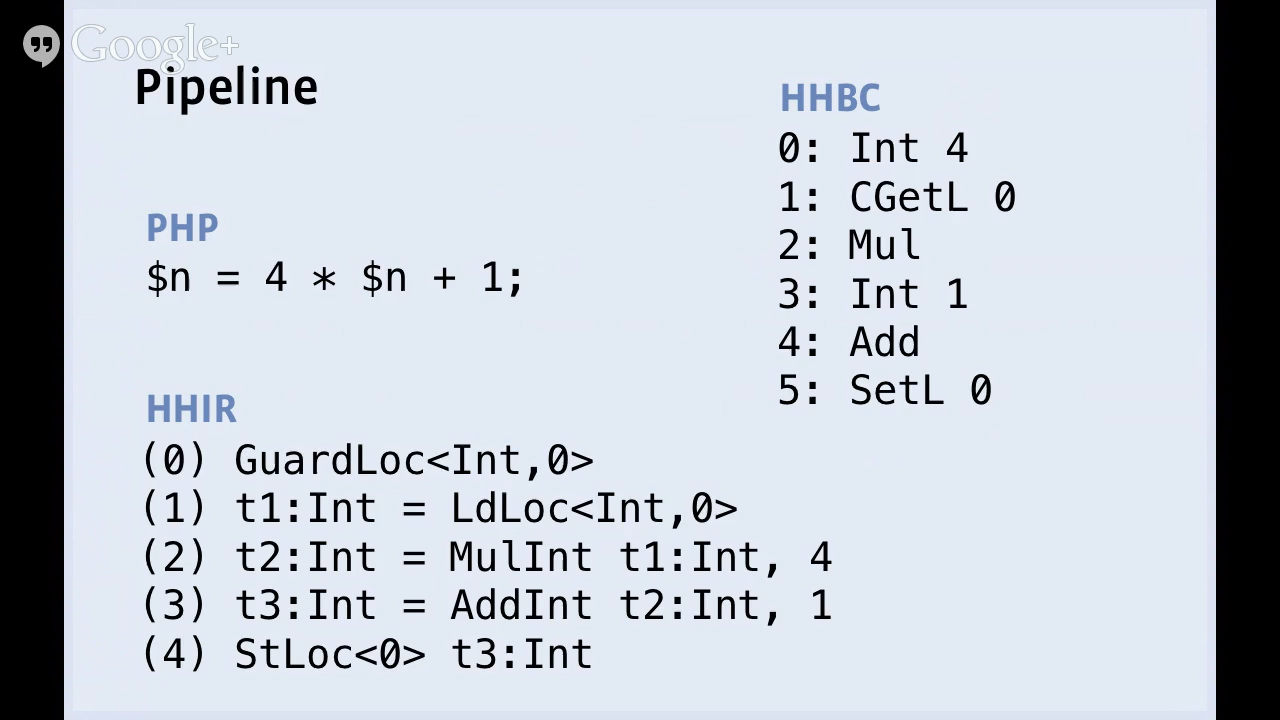 Google+
Pipeline
PHP
$n = 4 * $n + 1;
HHBC
0: Int 4
1: CGetL 0
2: Mul
3: Int 1
4: Add
5: SetL 0
HHIR
(0) GuardLoc<Int,0>
(1) t1:Int = LdLoc<Int,0>
(2) t2:Int = MulInt t1:Int, 4
(3) t3:Int = AddInt t2:Int, 1
(4) StLoc<0> t3:Int